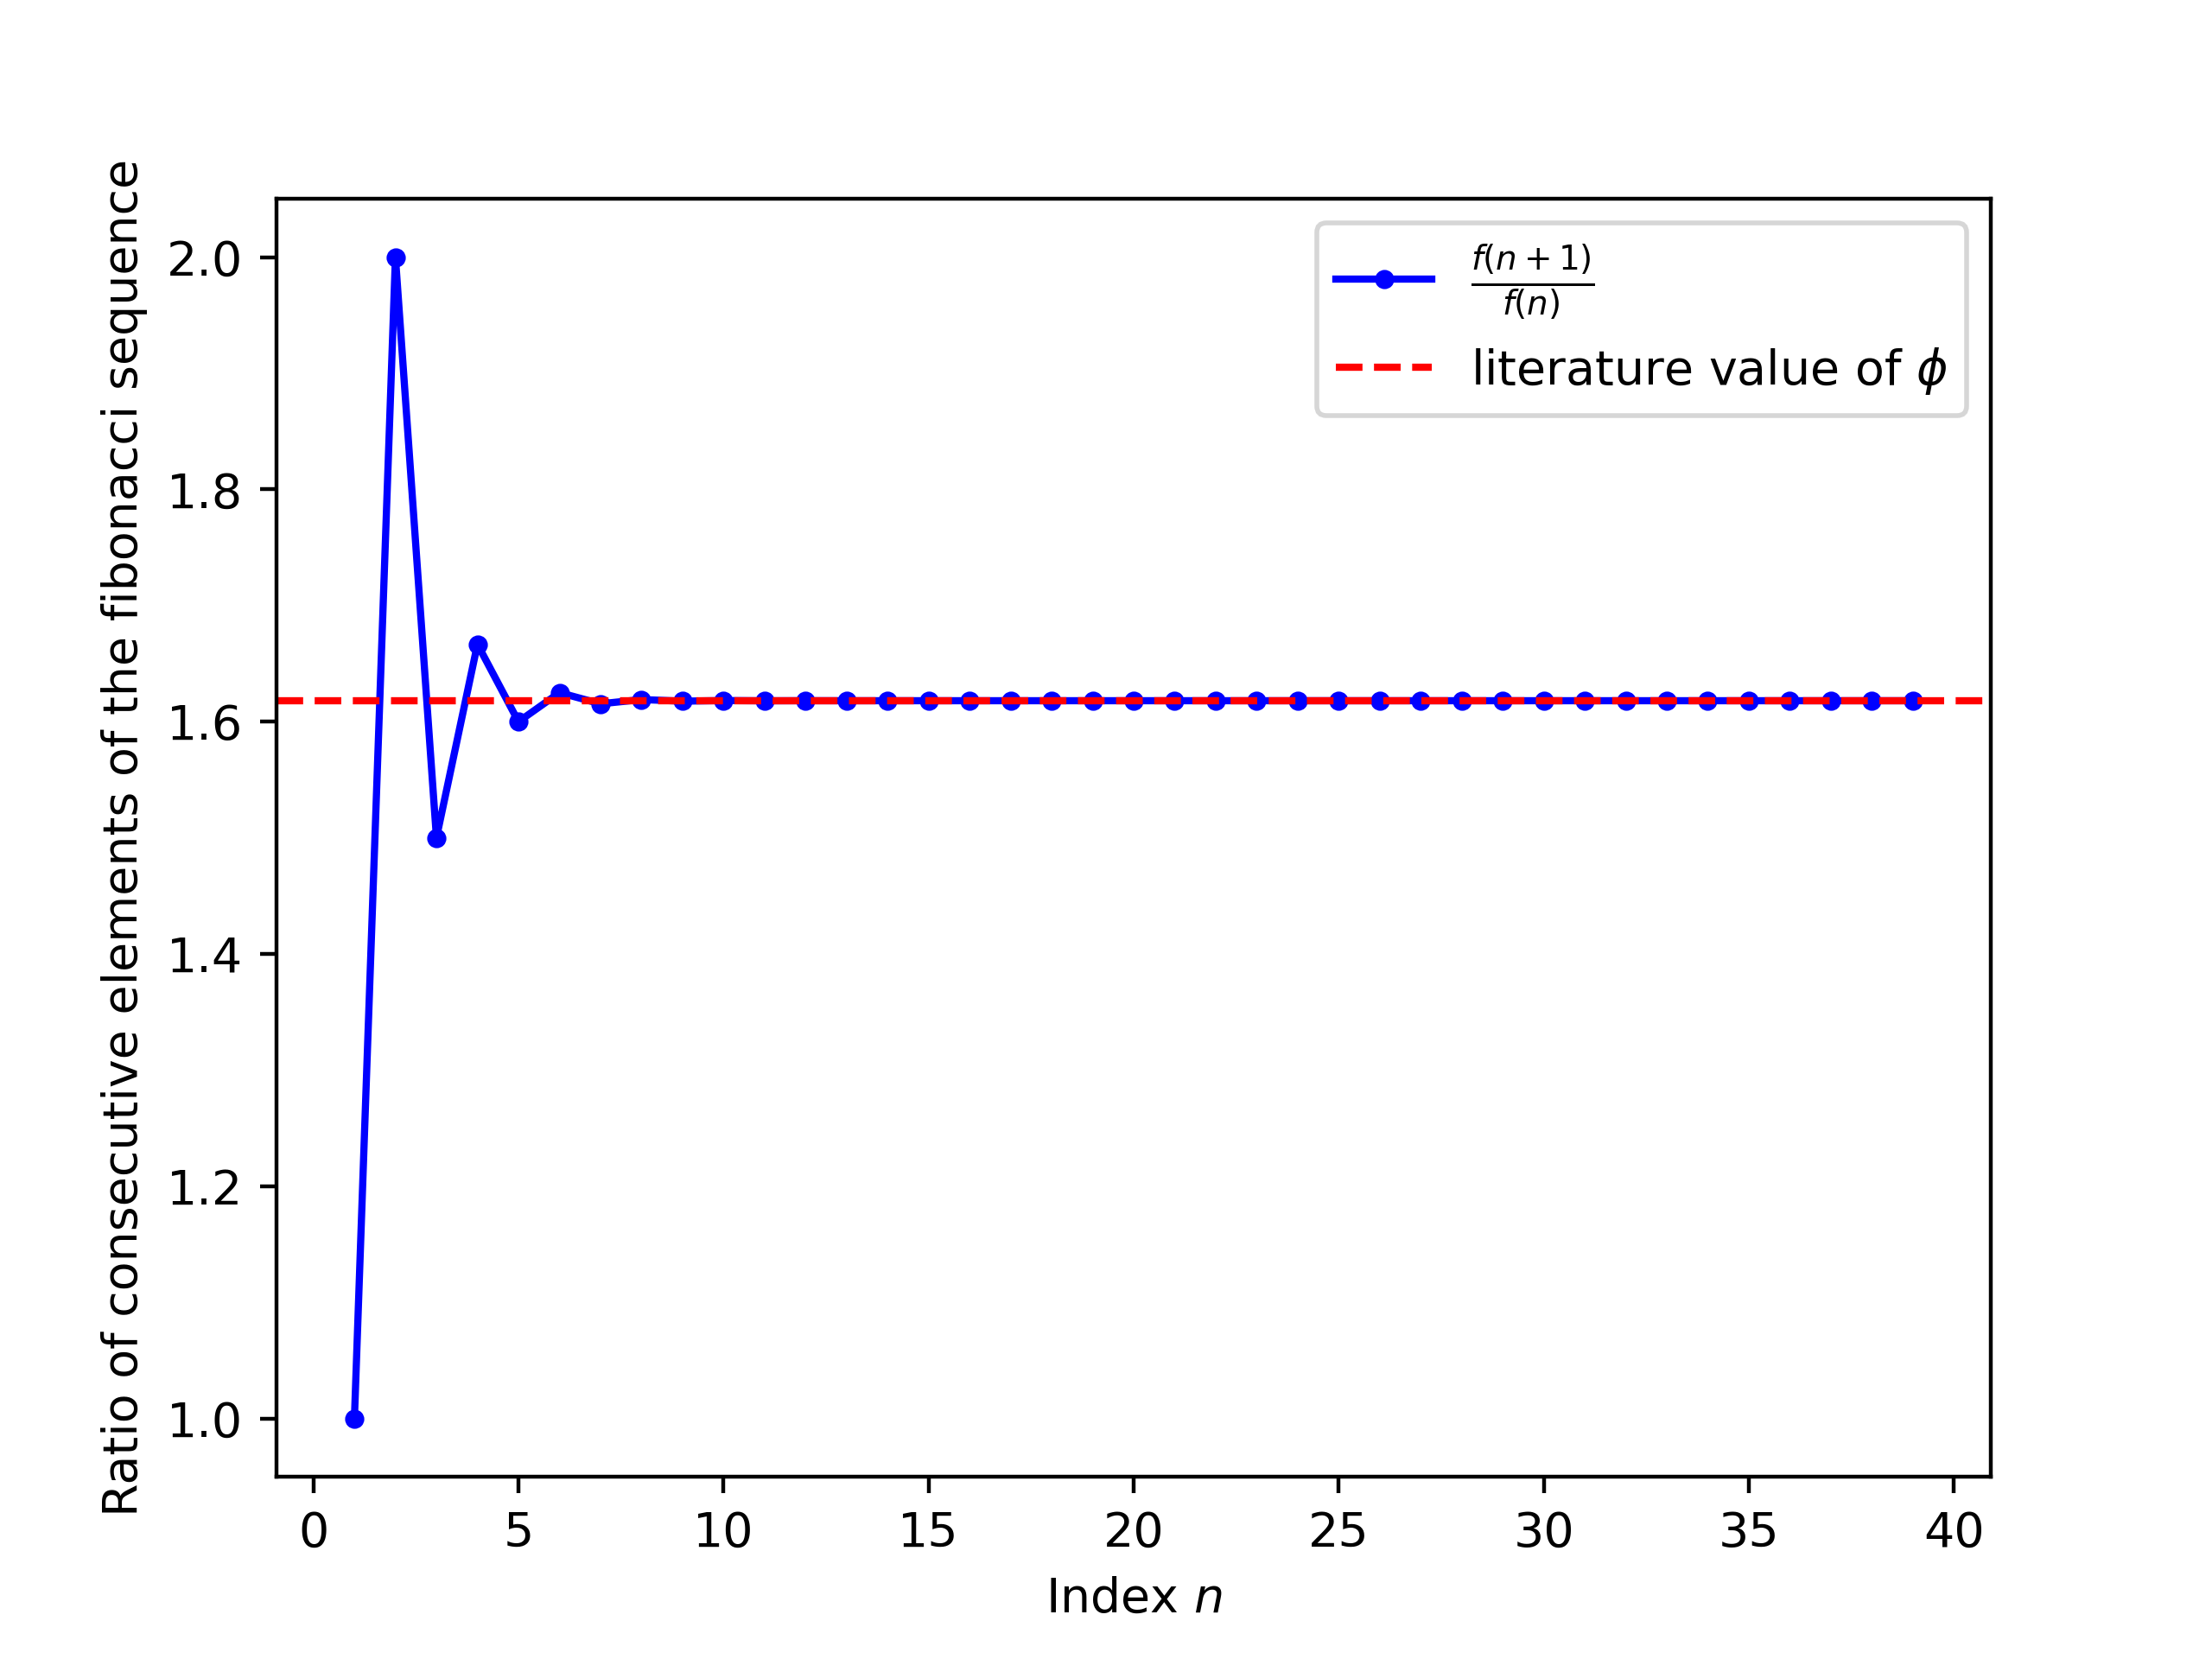 Ratio of consecutive elements of the fibonacci sequence
2.0
1.8
1.6
1.4
1.2
1.0
f(n + 1)
f(n)
literature value of ϕ
0 5 10 15 20 25 30 35 40
Index n